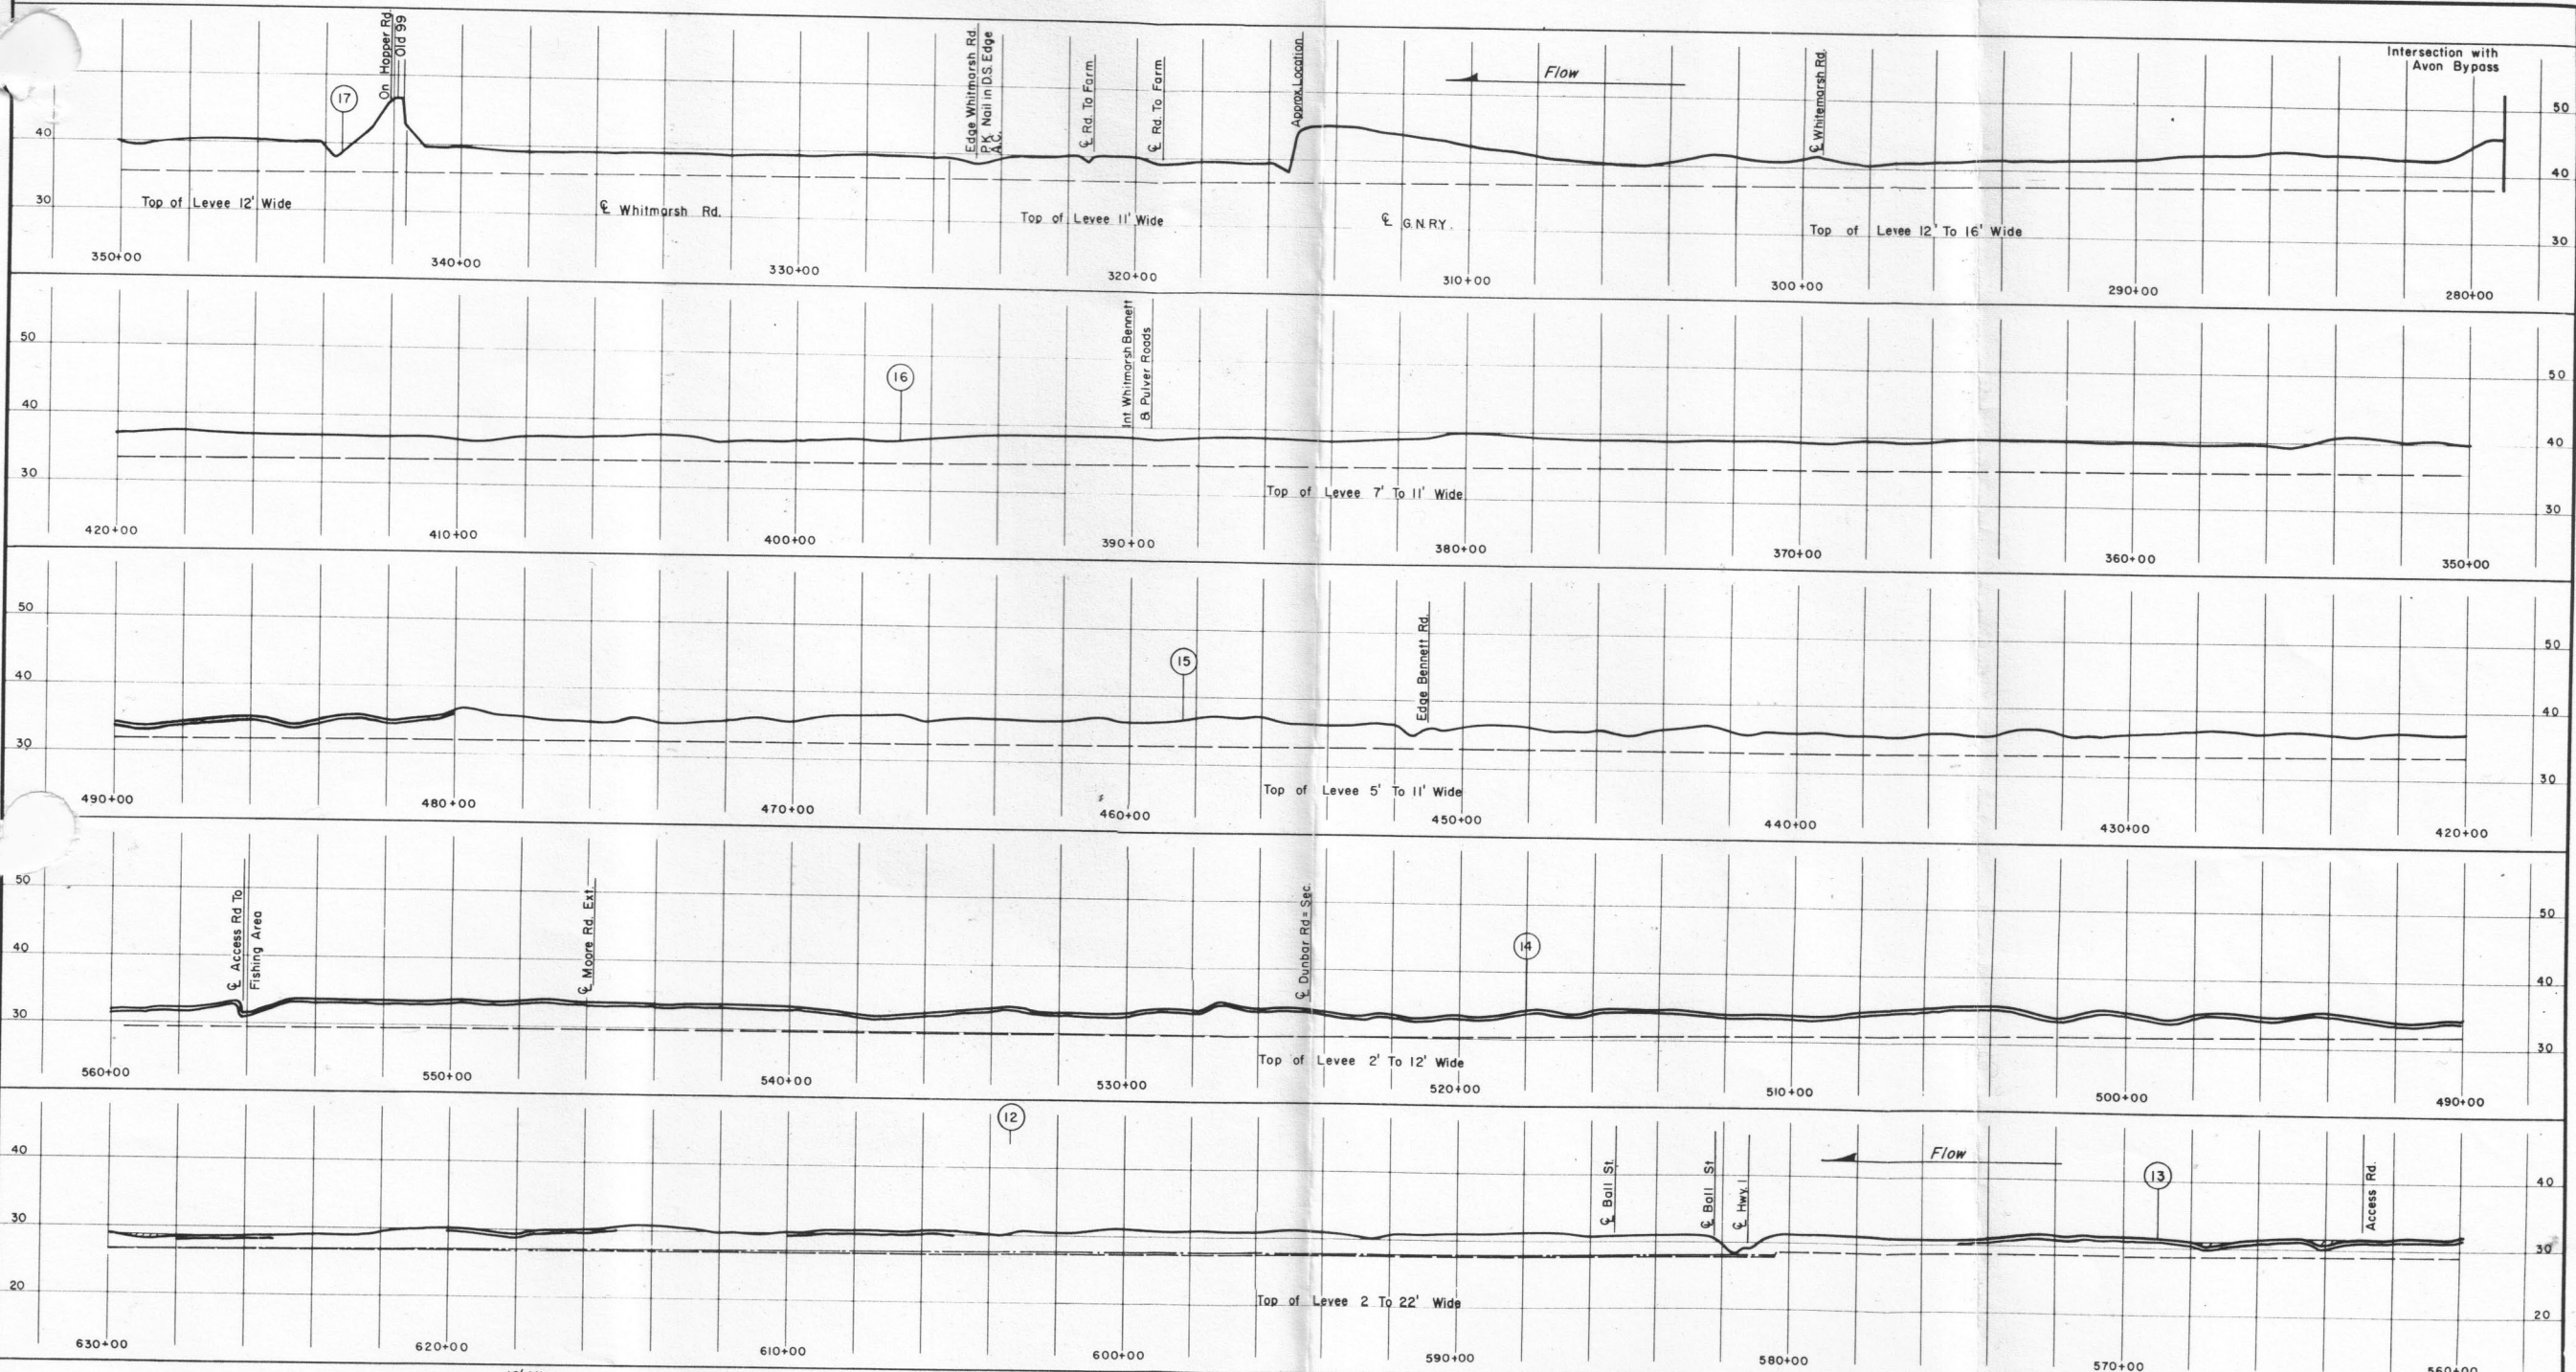 On Hopper Rd.
Old 99
17
Edge Whitmarsh Rd.
P.K. Nail in D.S. Edge
A.C.
℄ Rd. To Farm
℄ Rd. To Farm
Approx. Location
Flow
℄ Whitemarsh Rd.
Intersection with
Avon Bypass
50
40
40
30
30
Top of Levee 12' Wide
℄ Whitmarsh Rd.
Top of Levee 11' Wide
℄ G.N.RY.
Top of Levee 12' To 16' Wide
350+00 340+00 330+00 320+00 310+00 300+00 290+00 280+00
Int Whitmarsh Bennett
& Pulver Roads
16
50
50
40
40
30
30
Top of Levee 7' To 11' Wide
420+00 410+00 400+00 390+00 380+00 370+00 360+00 350+00
15
Edge Bennett Rd.
50
50
40
40
30
30
Top of Levee 5' To 11' Wide
490+00 480+00 470+00 460+00 450+00 440+00 430+00 420+00
℄ Access Rd To
Fishing Area
℄ Moore Rd. Ext.
℄ Dunbar Rd = Sec.
14
50
50
40
40
30
30
Top of Levee 2' To 12' Wide
560+00 550+00 540+00 530+00 520+00 510+00 500+00 490+00
12
℄ Ball St.
℄ Ball St
℄ Hwy. 1
Flow
13
Access Rd.
40
40
30
30
20
20
Top of Levee 2 To 22' Wide
630+00 620+00 610+00 600+00 590+00 580+00 570+00 560+00